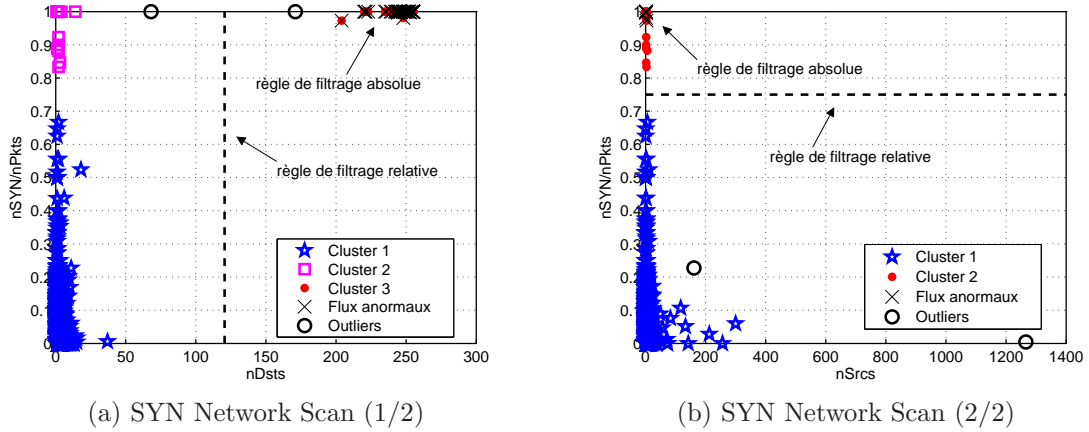 1
0.9
0.8
0.7
0.6
0.5
0.4
0.3
0.2
0.1
0
nSYN/nPkts
règle de filtrage absolue
règle de filtrage relative
Cluster 1
Cluster 2
Cluster 3
Flux anormaux
Outliers
0 50 100 150 200 250 300
nDsts
(a) SYN Network Scan (1/2)
1
0.9
0.8
0.7
0.6
0.5
0.4
0.3
0.2
0.1
0
nSYN/nPkts
règle de filtrage absolue
règle de filtrage relative
Cluster 1
Cluster 2
Flux anormaux
Outliers
0 200 400 600 800 1000 1200 1400
nSrcs
(b) SYN Network Scan (2/2)